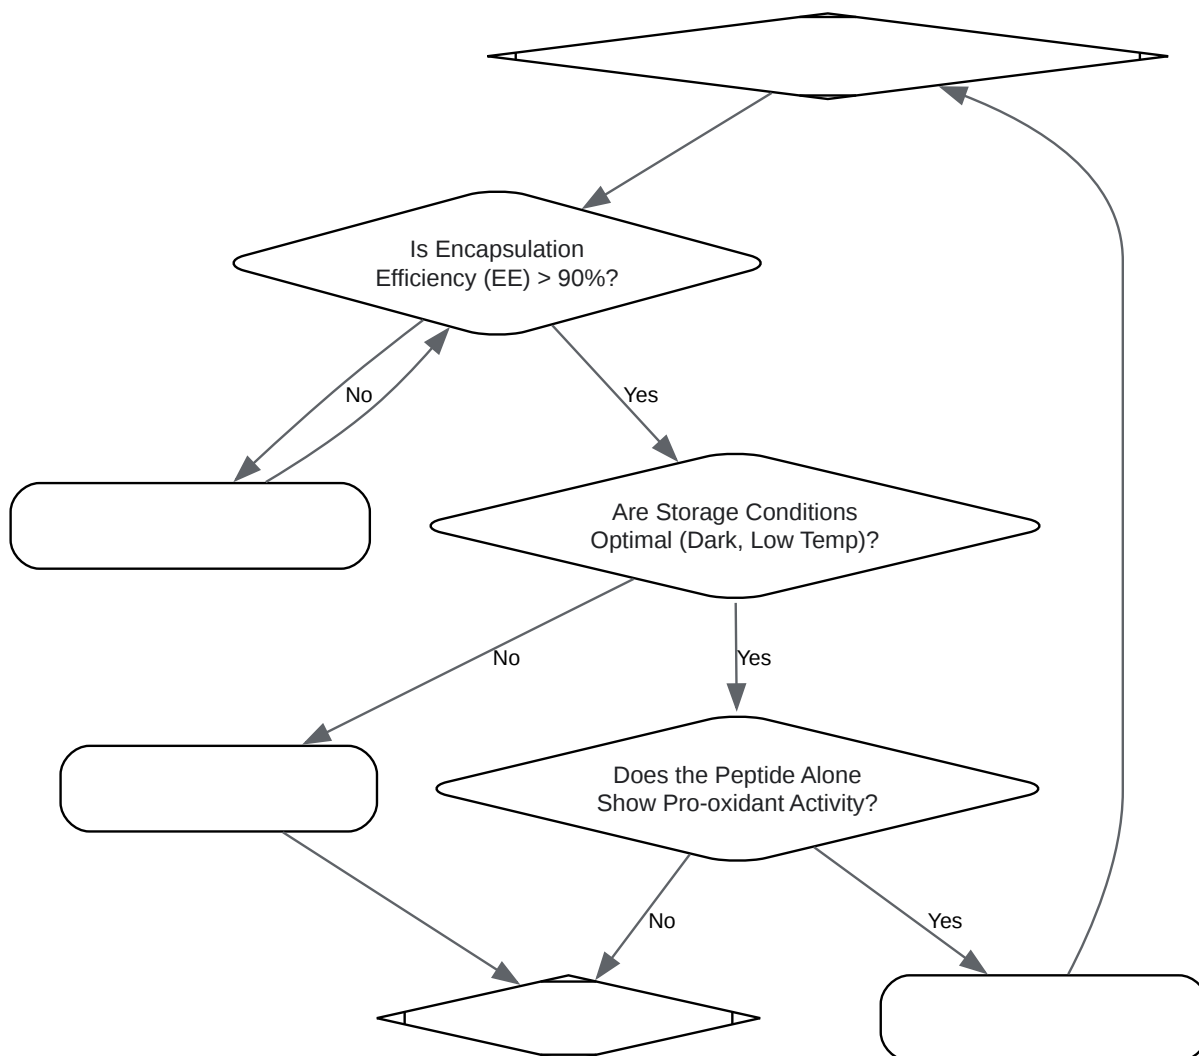 Is Encapsulation
Efficiency (EE) > 90%?
No
Yes
Are Storage Conditions
Optimal (Dark, Low Temp)?
No
Yes
Does the Peptide Alone
Show Pro-oxidant Activity?
No
Yes